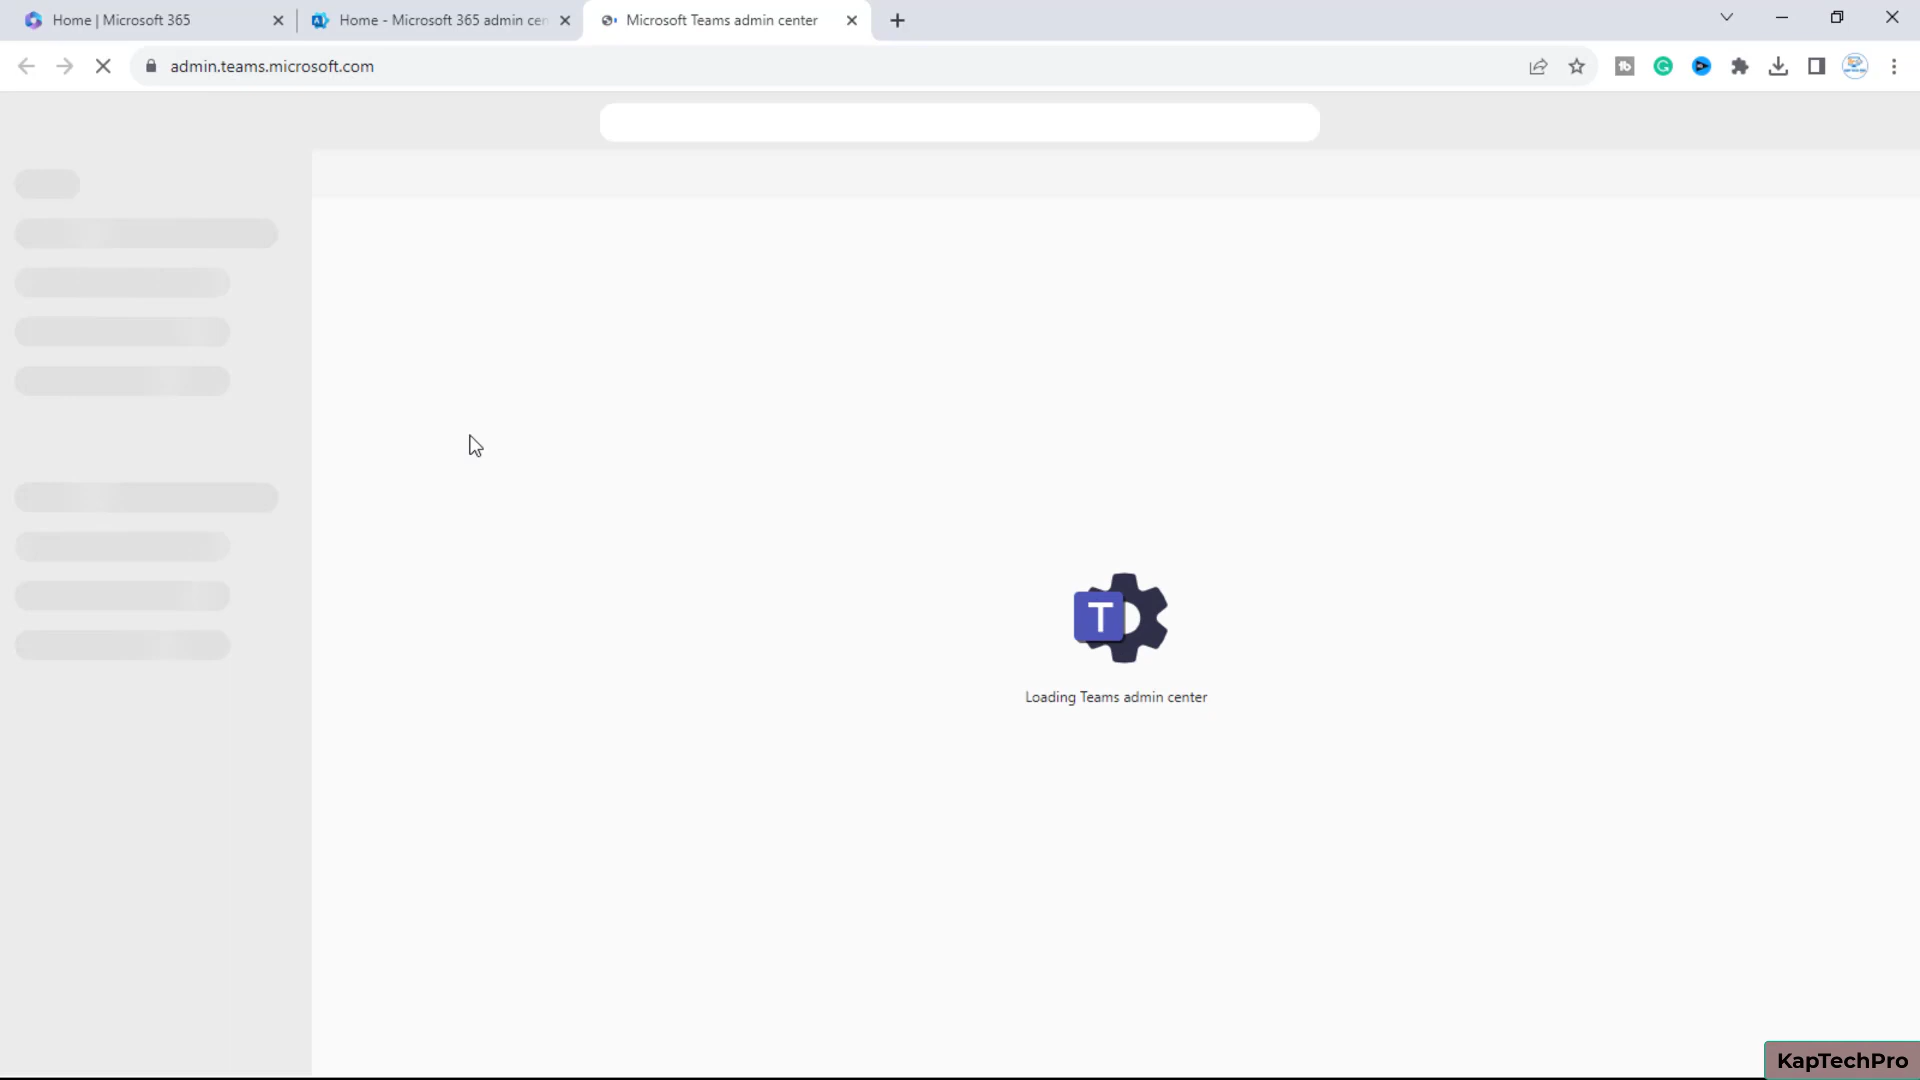 Home | Microsoft 365
Home - Microsoft 365 admin cen
Microsoft Teams admin center
admin.teams.microsoft.com
T
Loading Teams admin center
KapTechPro